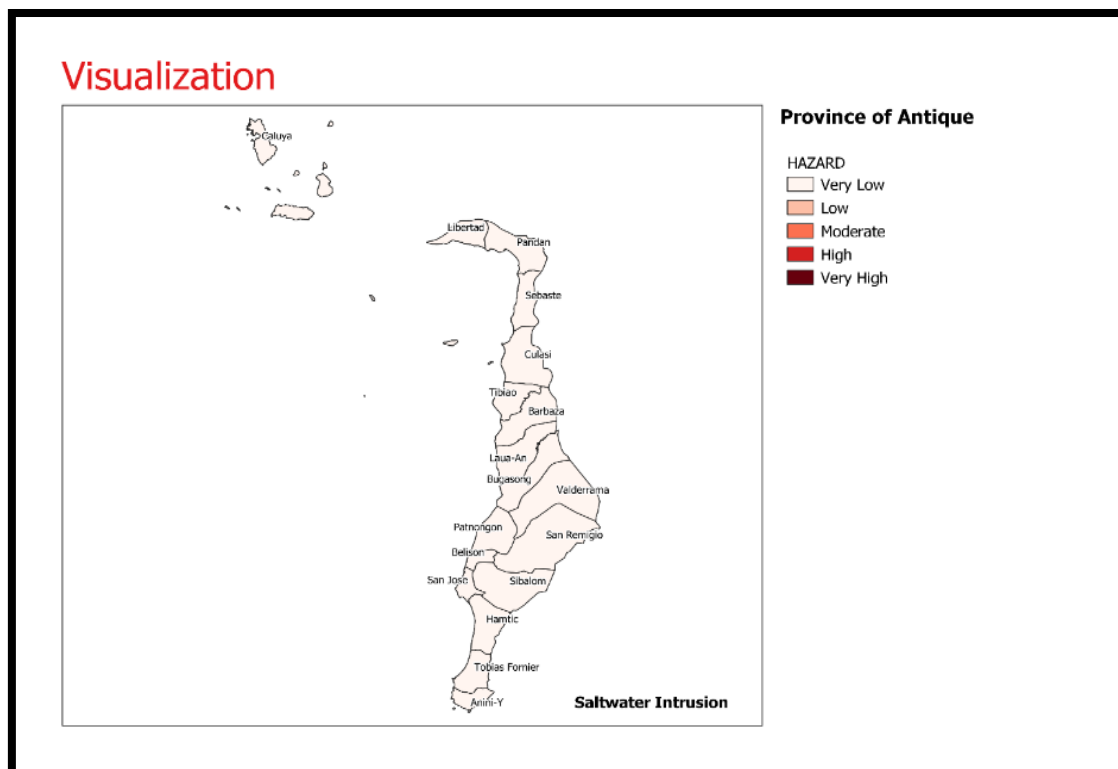 Visualization
Province of Antique
HAZARD
Very Low
Low
Moderate
High
Very High
Caluya
Libertad
Pandan
Sebaste
Culasi
Tibiao
Barbaza
Laua-An
Bugasong
Valderrama
Patnongon
San Remigio
Belison
San Jose
Sibalom
Hamtic
Tobias Fornier
Anini-Y
Saltwater Intrusion